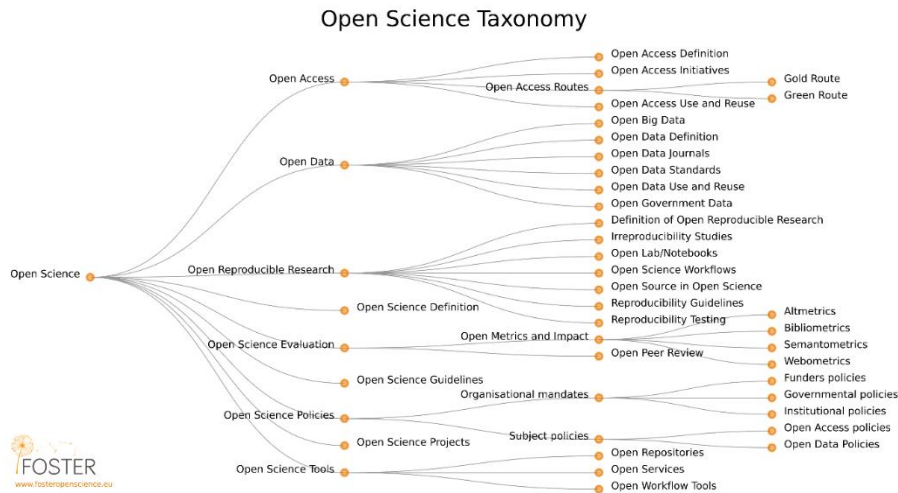 Open Science Taxonomy
Open Science
Open Access
Open Access Definition
Open Access Initiatives
Open Access Routes
Gold Route
Green Route
Open Access Use and Reuse
Open Data
Open Big Data
Open Data Definition
Open Data Journals
Open Data Standards
Open Data Use and Reuse
Open Government Data
Open Reproducible Research
Definition of Open Reproducible Research
Irreproducibility Studies
Open Lab/Notebooks
Open Science Workflows
Open Source in Open Science
Reproducibility Guidelines
Reproducibility Testing
Open Science Definition
Open Science Evaluation
Open Metrics and Impact
Altmetrics
Bibliometrics
Semantometrics
Webometrics
Open Peer Review
Open Science Guidelines
Open Science Policies
Organisational mandates
Funders policies
Governmental policies
Institutional policies
Subject policies
Open Access policies
Open Data Policies
Open Science Projects
Open Science Tools
Open Repositories
Open Services
Open Workflow Tools
FOSTER
www.fosteropenscience.eu